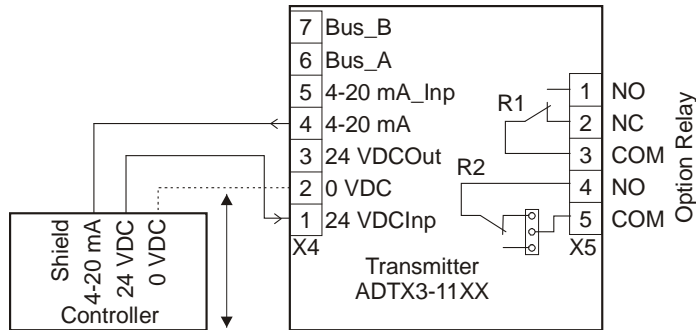 7 Bus_B
6 Bus_A
5 4-20 mA_Inp
4 4-20 mA
3 24 VDCOut
2 0 VDC
1 24 VDCInp
X4
R1
R2
1 NO
2 NC
3 COM
4 NO
5 COM
X5
Option Relay
Transmitter
ADTX3-11XX
Shield
4-20 mA
24 VDC
0 VDC
Controller